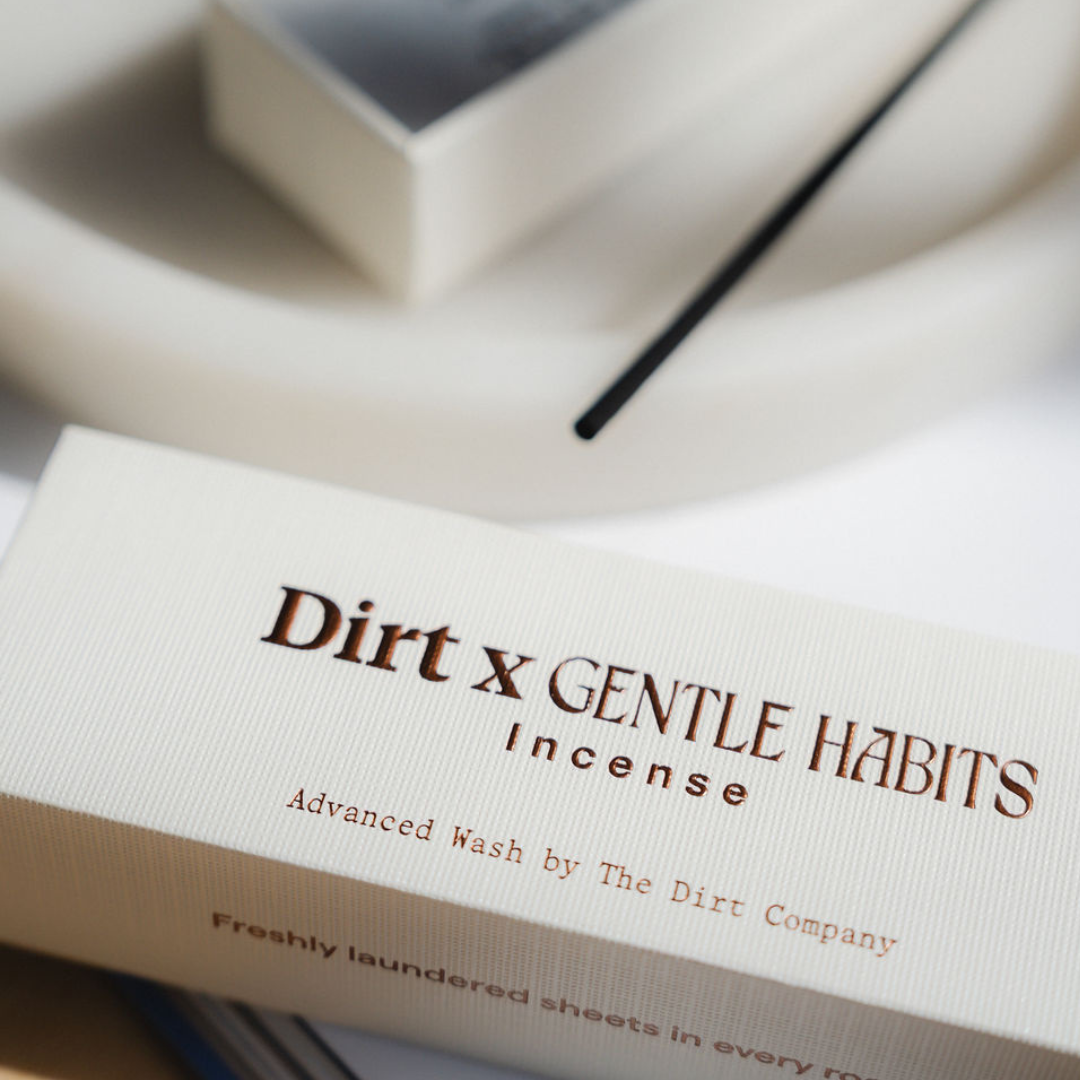 Dirt x GENTLE HABITS
Incense
Advanced Wash by The Dirt Company
Freshly laundered sheets in every